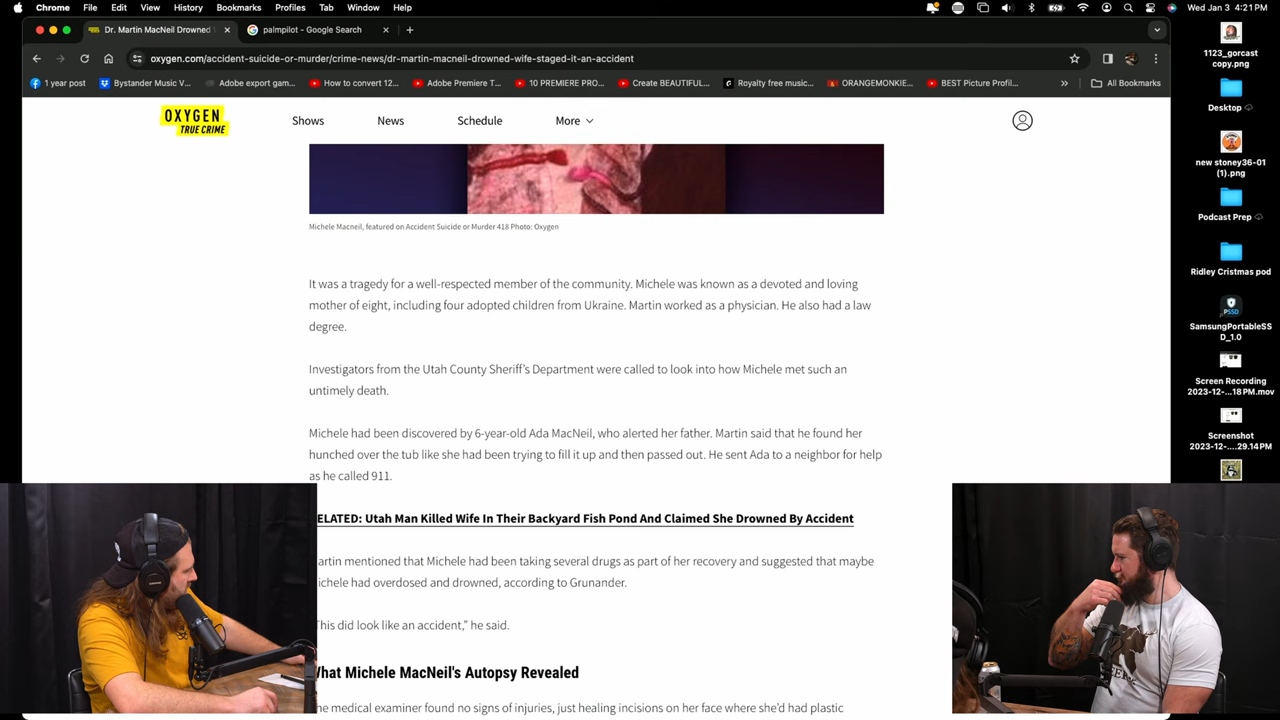 Chrome File Edit View History Bookmarks Profiles Tab Window Help Wed Jan 3 4:21 PM
Dr. Martin MacNeil Drowned palmpilot - Google Search
oxygen.com/accident-suicide-or-murder/crime-news/dr-martin-macneil-drowned-wife-staged-it-an-accident
1 year post Bystander Music V... Adobe export gam... How to convert 12... Adobe Premiere T... 10 PREMIERE PRO... Create BEAUTIFUL... Royalty free music... ORANGEMONKIE... BEST Picture Profil... All Bookmarks
OXYGEN
TRUE CRIME
Shows News Schedule More
Michele Macneil, featured on Accident Suicide or Murder 418 Photo: Oxygen
It was a tragedy for a well-respected member of the community. Michele was known as a devoted and loving
mother of eight, including four adopted children from Ukraine. Martin worked as a physician. He also had a law
degree.
Investigators from the Utah County Sheriff's Department were called to look into how Michele met such an
untimely death.
Michele had been discovered by 6-year-old Ada MacNeil, who alerted her father. Martin said that he found her
hunched over the tub like she had been trying to fill it up and then passed out. He sent Ada to a neighbor for help
as he called 911.
ELATED: Utah Man Killed Wife In Their Backyard Fish Pond And Claimed She Drowned By Accident
artin mentioned that Michele had been taking several drugs as part of her recovery and suggested that maybe
ichele had overdosed and drowned, according to Grunander.
This did look like an accident,” he said.
hat Michele MacNeil's Autopsy Revealed
he medical examiner found no signs of injuries, just healing incisions on her face where she'd had plastic
1123_gorcast
copy.png
Desktop
new stoney36-01
(1).png
Podcast Prep
Ridley Cristmas pod
PSSD
SamsungPortableSS
D_1.0
Screen Recording
2023-12-...18 PM.mov
Screenshot
2023-12-...29.14PM